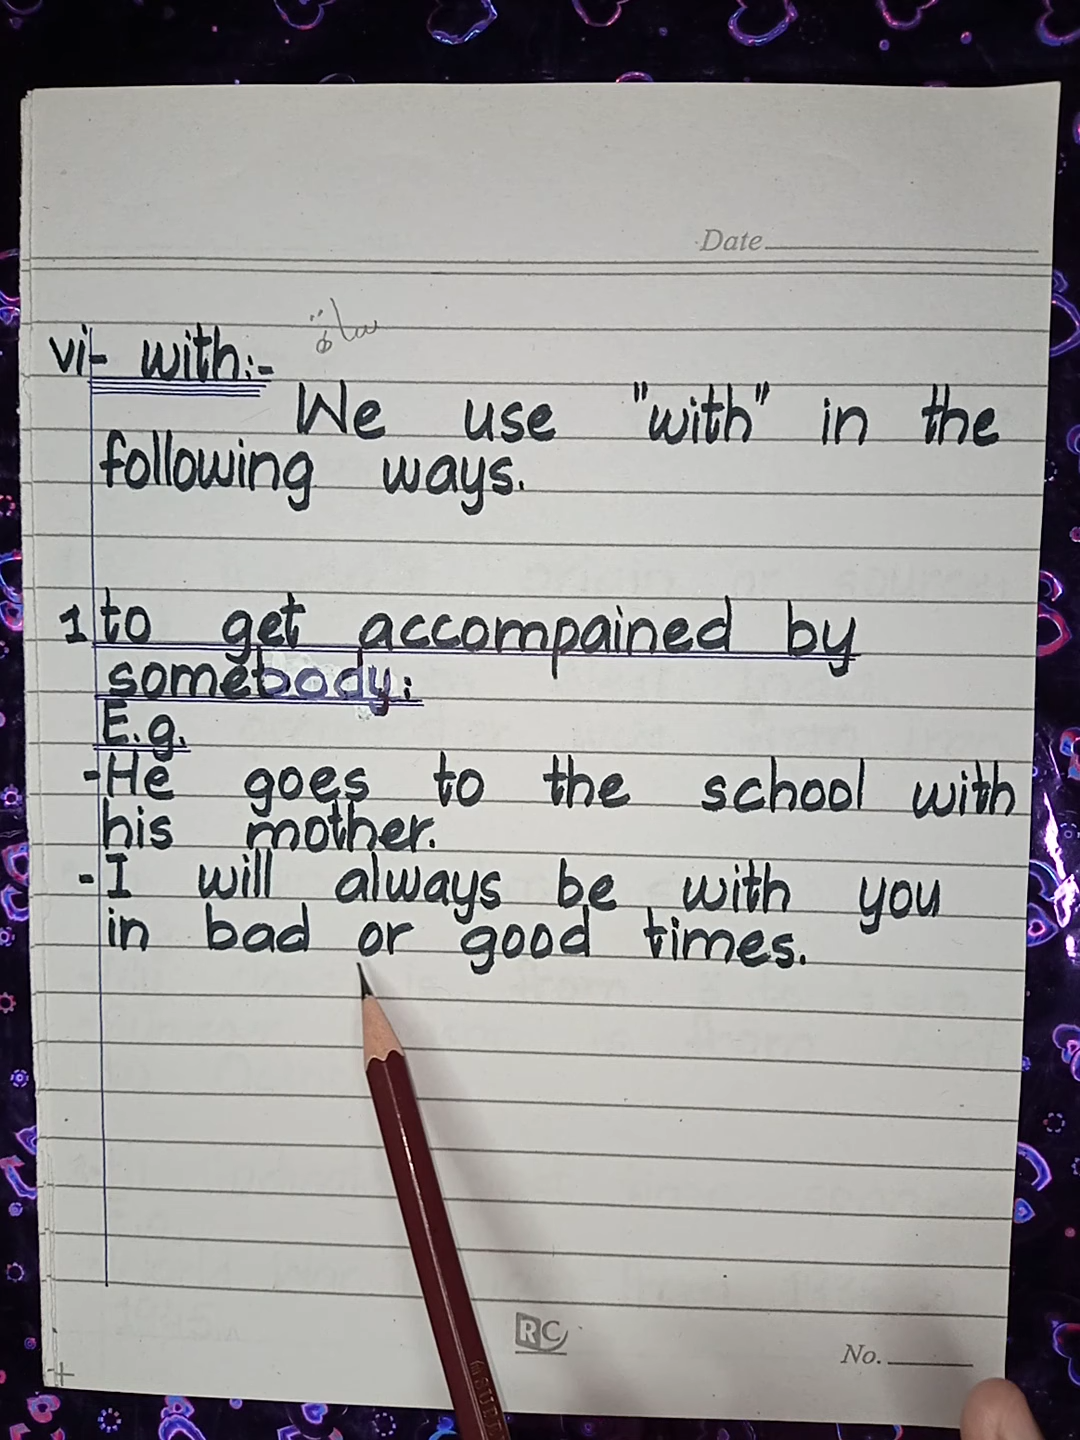 Date
ساتھ
vi- with:-
We use "with" in the
following ways.
1 to get accompained by
somebody:
E.g.
-He goes to the school with
his mother.
-I will always be with you
in bad or good times.
RC
No.